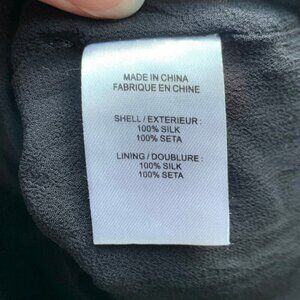 MADE IN CHINA
FABRIQUE EN CHINE
SHELL / EXTERIEUR :
100% SILK
100% SETA
LINING / DOUBLURE :
100% SILK
100% SETA